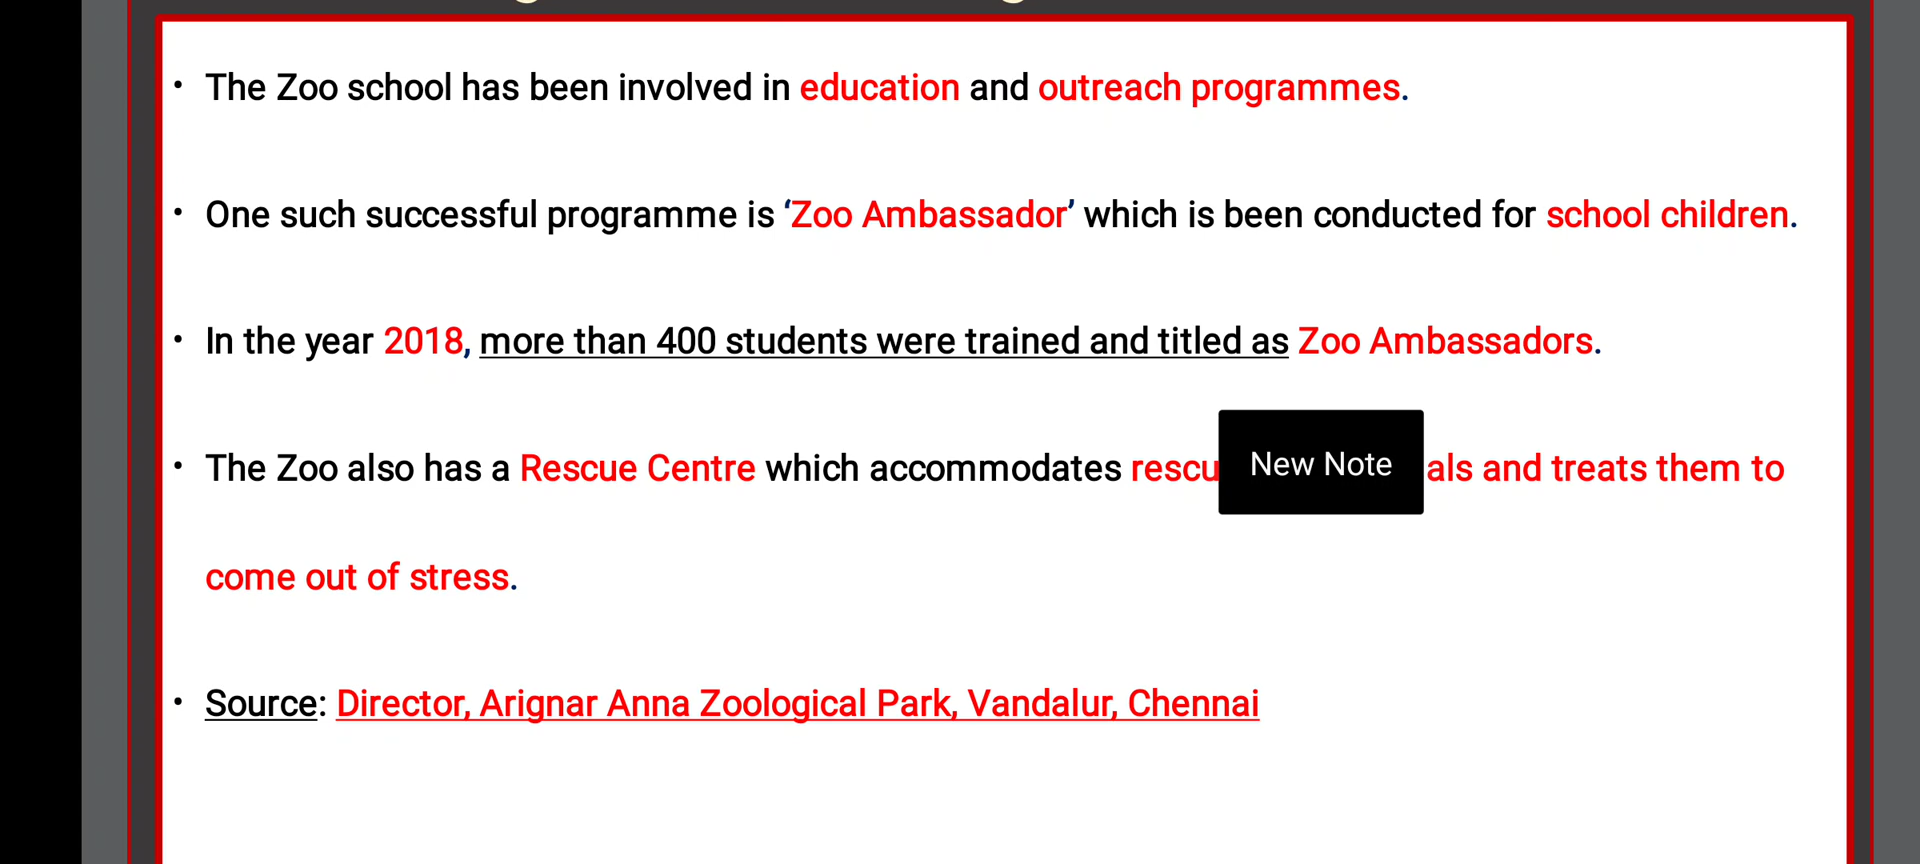 • The Zoo school has been involved in education and outreach programmes.
• One such successful programme is ‘Zoo Ambassador’ which is been conducted for school children.
• In the year 2018, more than 400 students were trained and titled as Zoo Ambassadors.
• The Zoo also has a Rescue Centre which accommodates rescu New Note als and treats them to
come out of stress.
• Source: Director, Arignar Anna Zoological Park, Vandalur, Chennai